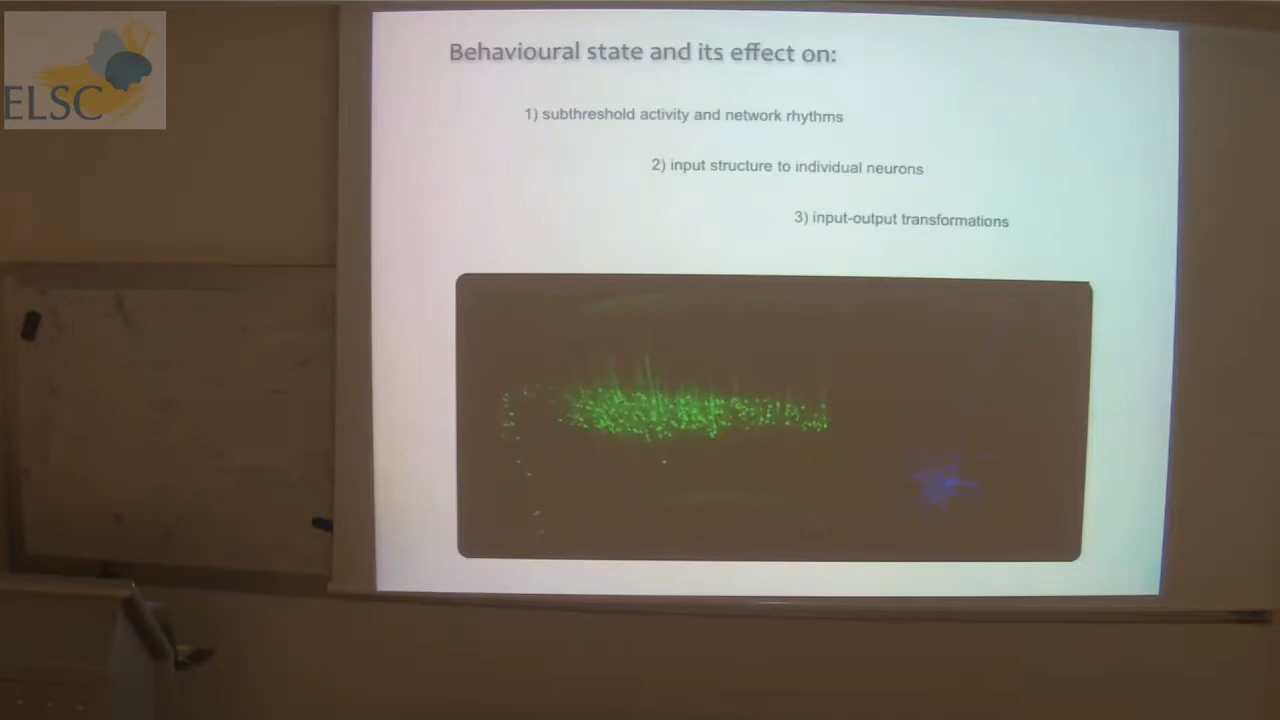 ELSC
Behavioural state and its effect on:
1) subthreshold activity and network rhythms
2) input structure to individual neurons
3) input-output transformations